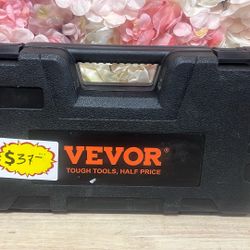 $37-
VEVOR®
TOUGH TOOLS, HALF PRICE